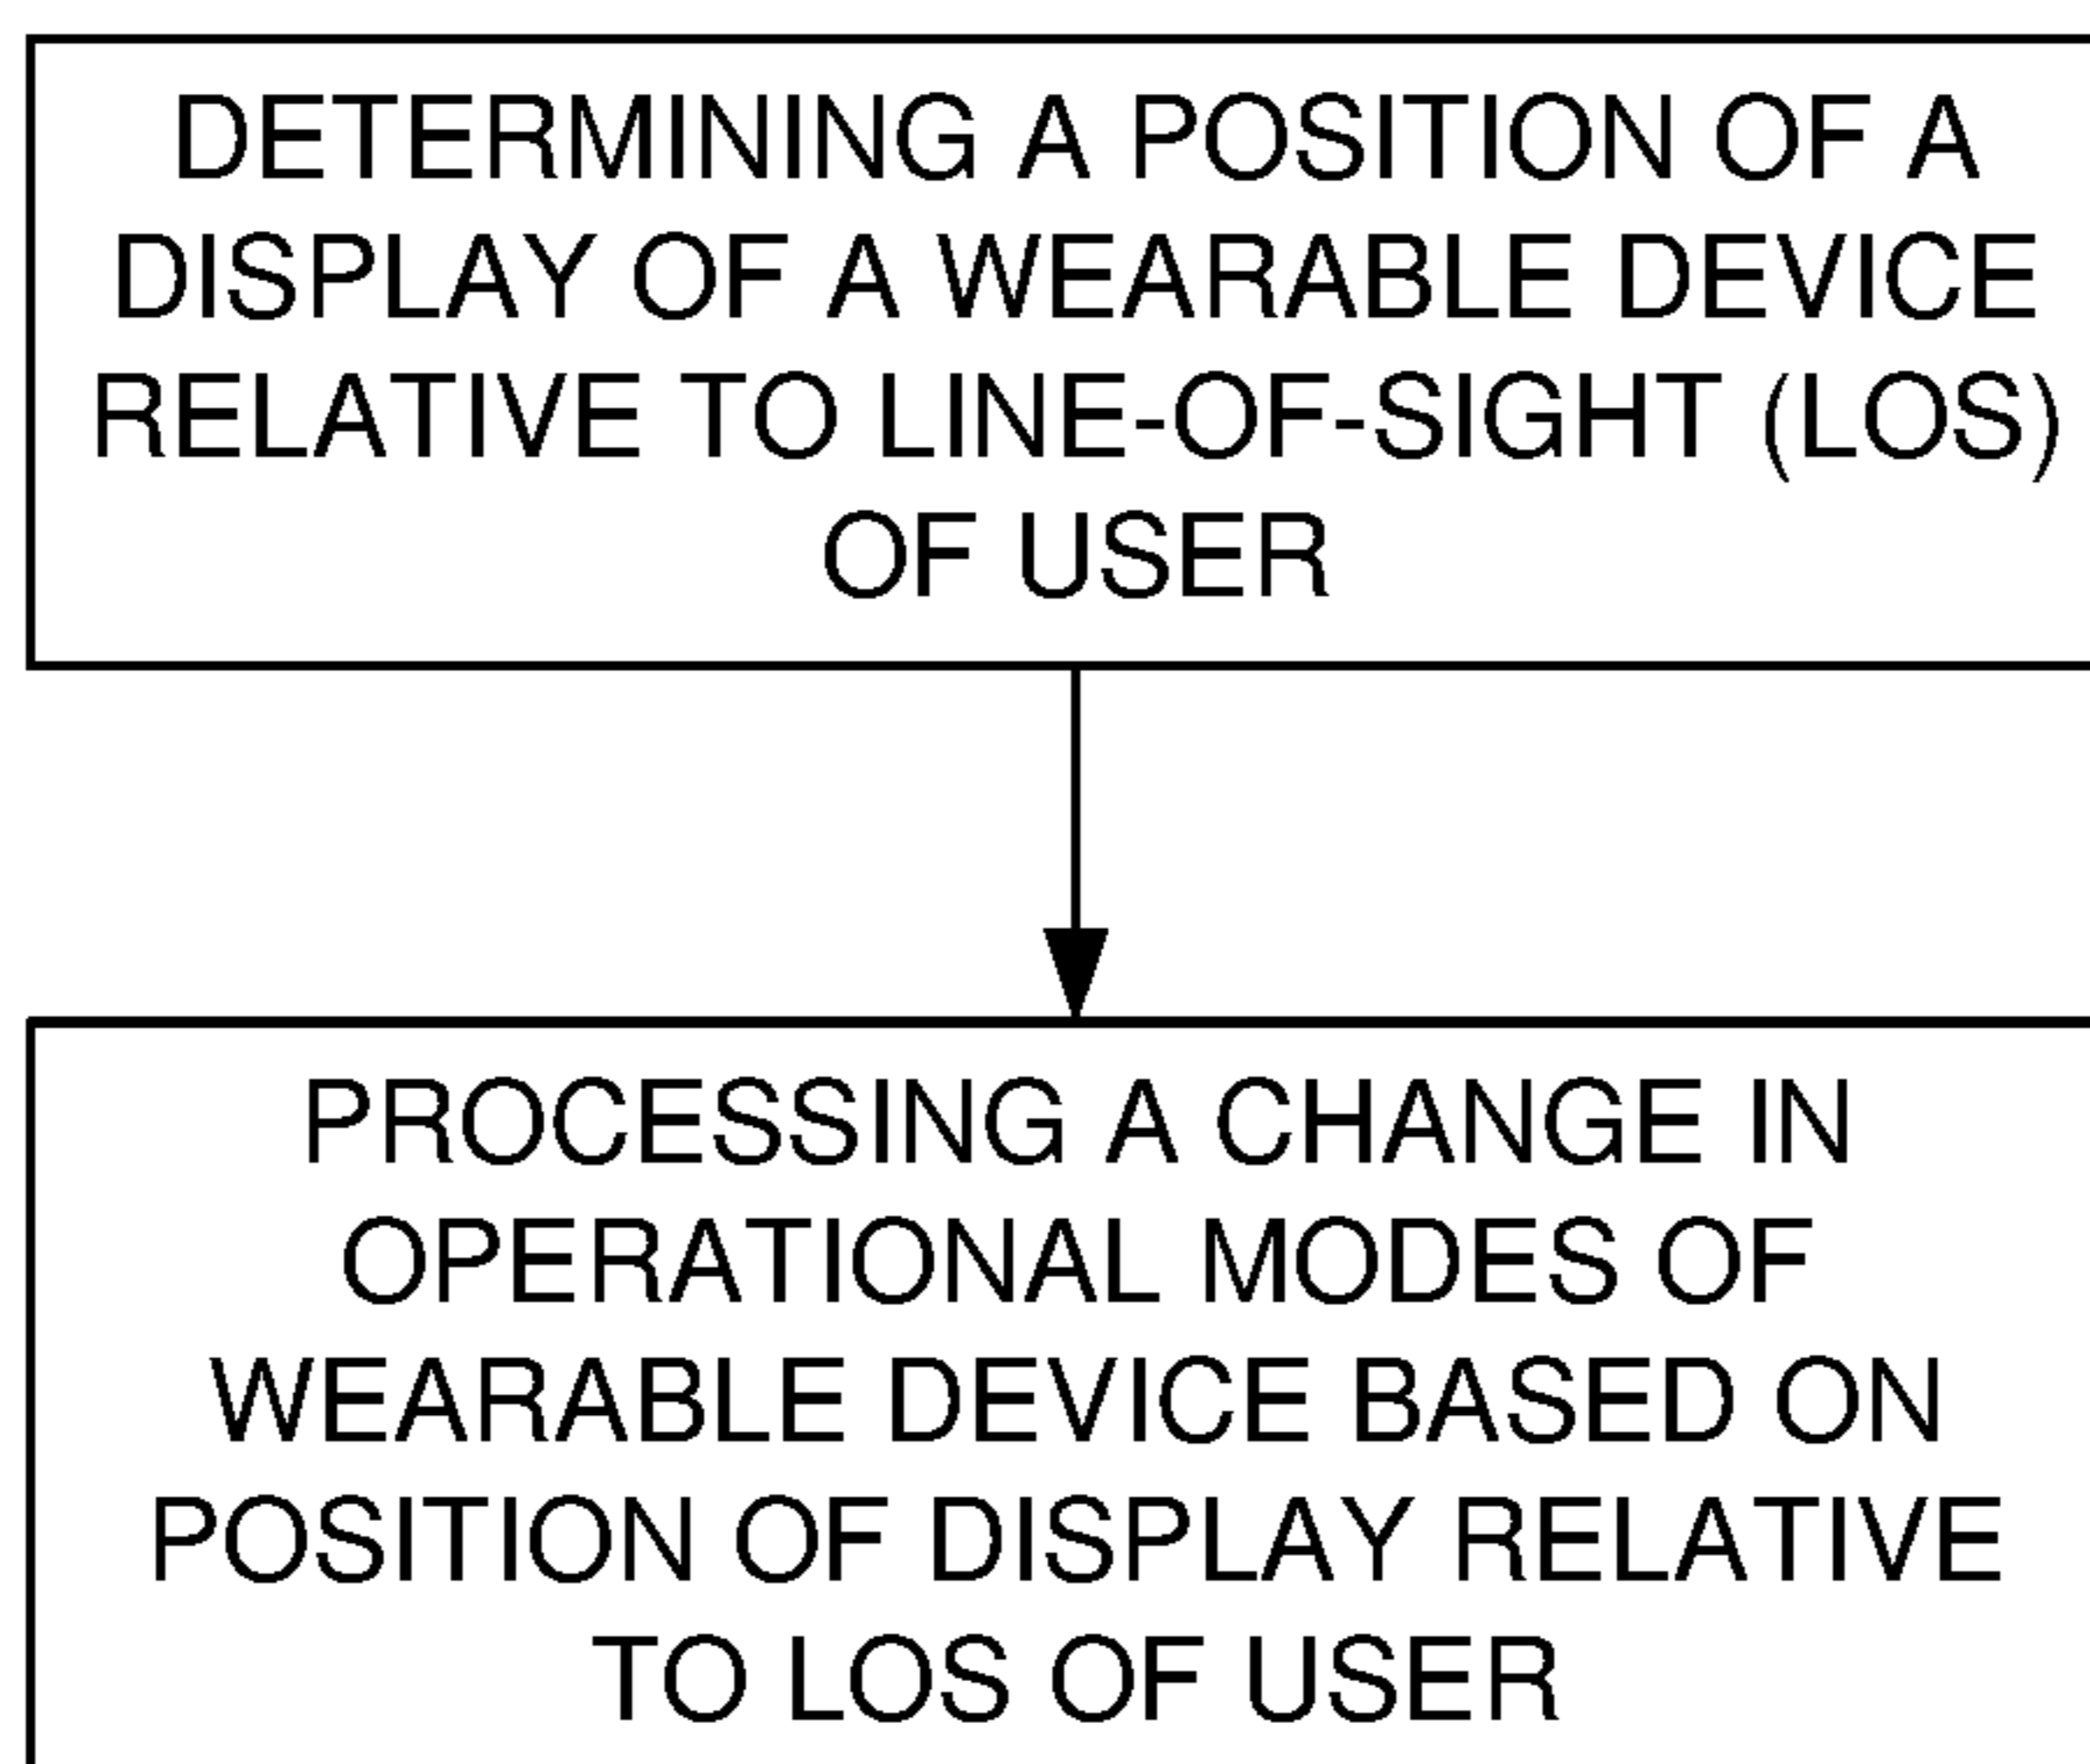 DETERMINING A POSITION OF A
DISPLAY OF A WEARABLE DEVICE
RELATIVE TO LINE-OF-SIGHT (LOS)
OF USER
PROCESSING A CHANGE IN
OPERATIONAL MODES OF
WEARABLE DEVICE BASED ON
POSITION OF DISPLAY RELATIVE
TO LOS OF USER